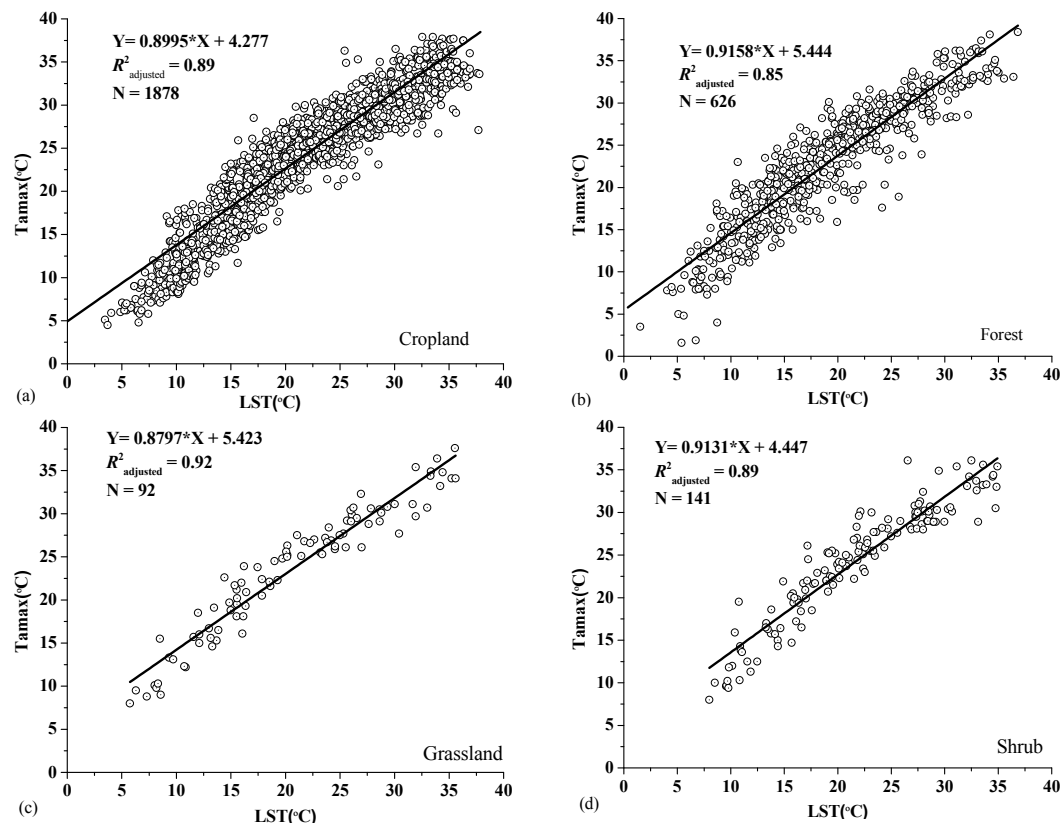 Y= 0.8995*X + 4.277
R²adjusted = 0.89
N = 1878
Tamax(°C)
40
35
30
25
20
15
10
5
0
0 5 10 15 20 25 30 35 40
LST(°C)
Cropland
(a)
Y= 0.9158*X + 5.444
R²adjusted = 0.85
N = 626
Tamax(°C)
40
35
30
25
20
15
10
5
0
0 5 10 15 20 25 30 35 40
LST(°C)
Forest
(b)
Y= 0.8797*X + 5.423
R²adjusted = 0.92
N = 92
Tamax(°C)
40
35
30
25
20
15
10
5
0
0 5 10 15 20 25 30 35 40
LST(°C)
Grassland
(c)
Y= 0.9131*X + 4.447
R²adjusted = 0.89
N = 141
Tamax(°C)
40
35
30
25
20
15
10
5
0
0 5 10 15 20 25 30 35 40
LST(°C)
Shrub
(d)